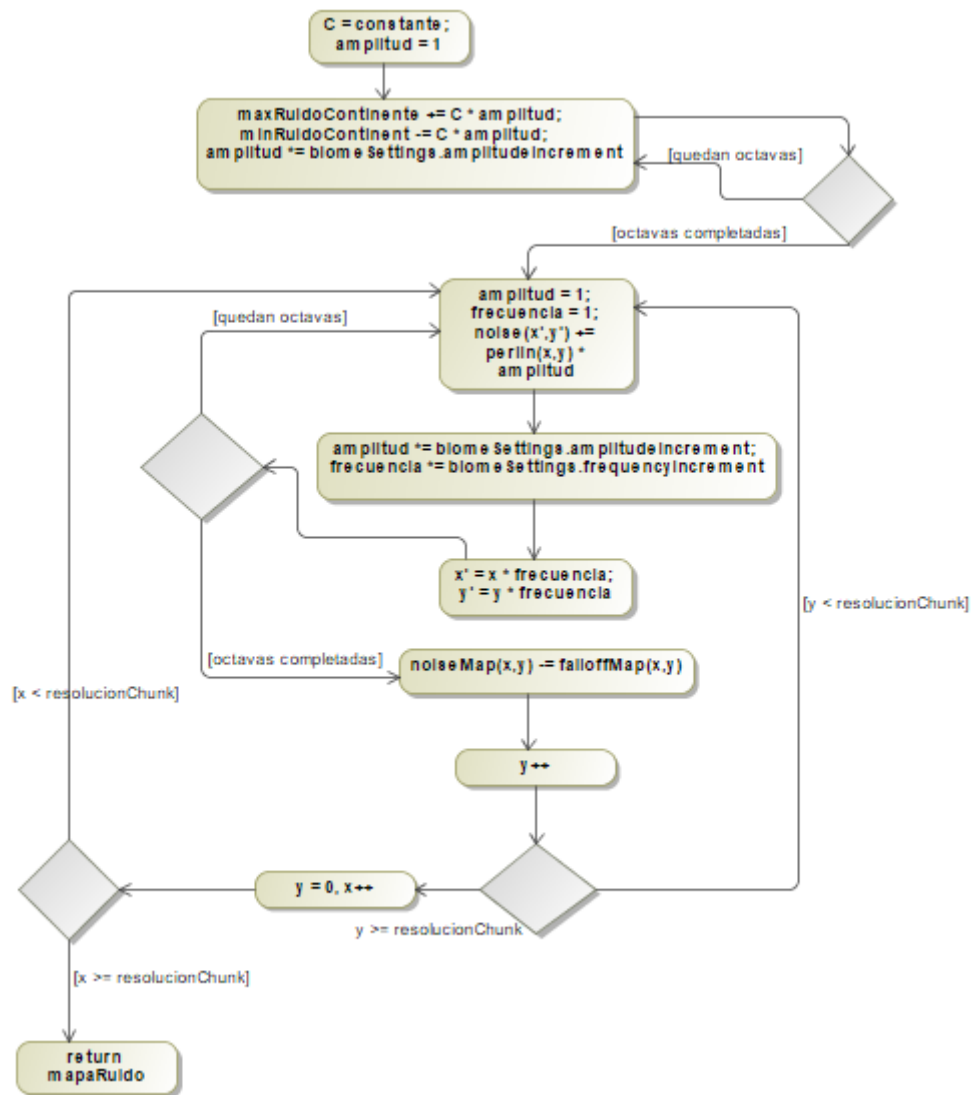 C = constante;
amplitud = 1
maxRuidoContinente += C * amplitud;
minRuidoContinent -= C * amplitud;
amplitud *= biomeSettings.amplitudeIncrement
[quedan octavas]
[octavas completadas]
amplitud = 1;
frecuencia = 1;
noise(x',y') +=
perlin(x,y) *
amplitud
[quedan octavas]
amplitud *= biomeSettings.amplitudeIncrement;
frecuencia *= biomeSettings.frequencyIncrement
x' = x * frecuencia;
y' = y * frecuencia
[y < resolucionChunk]
[octavas completadas]
noiseMap(x,y) -= falloffMap(x,y)
[x < resolucionChunk]
y++
y = 0, x++
y >= resolucionChunk
[x >= resolucionChunk]
return
mapaRuido